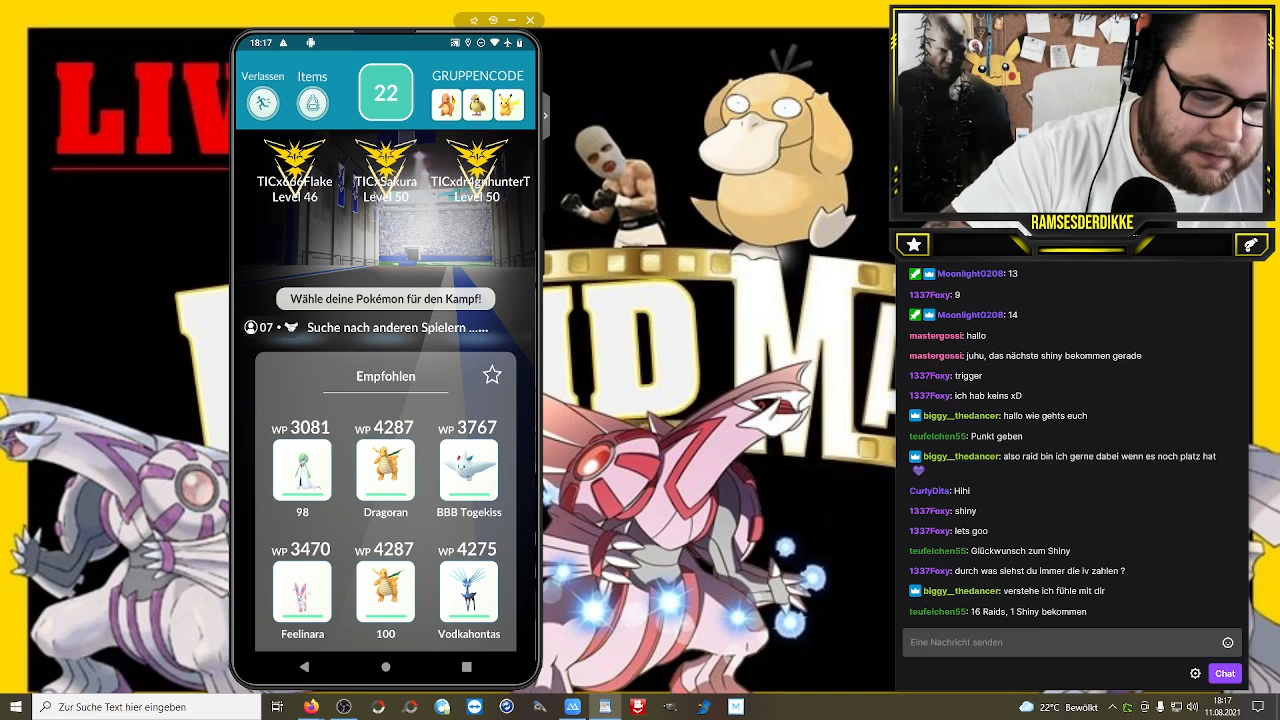 LIV
18:17
Verlassen
Items
22
GRUPPENCODE
TICxdocFlake
Level 46
TICxSakura
Level 50
TICxdr4gnhunterT
Level 50
Wähle deine Pokémon für den Kampf!
07 • Suche nach anderen Spielern ......
Empfohlen
WP 3081
WP 4287
WP 3767
98
Dragoran
BBB Togekiss
WP 3470
WP 4287
WP 4275
Feelinara
100
Vodkahontas
RAMSESDERDIKKE
Moonlight0208: 13
1337Foxy: 9
Moonlight0208: 14
mastergossi: hallo
mastergossi: juhu, das nächste shiny bekommen gerade
1337Foxy: trigger
1337Foxy: ich hab keins xD
biggy__thedancer: hallo wie gehts euch
teufelchen55: Punkt geben
biggy__thedancer: also raid bin ich gerne dabei wenn es noch platz hat
CurlyDita: HIhi
1337Foxy: shiny
1337Foxy: lets goo
teufelchen55: Glückwunsch zum Shiny
1337Foxy: durch was siehst du immer die iv zahlen ?
biggy__thedancer: verstehe ich fühle mit dir
teufelchen55: 16 Raids, 1 Shiny bekommen
Eine Nachricht senden
Chat
Zur Suche Text hier eingeben
18:17
11.08.2021